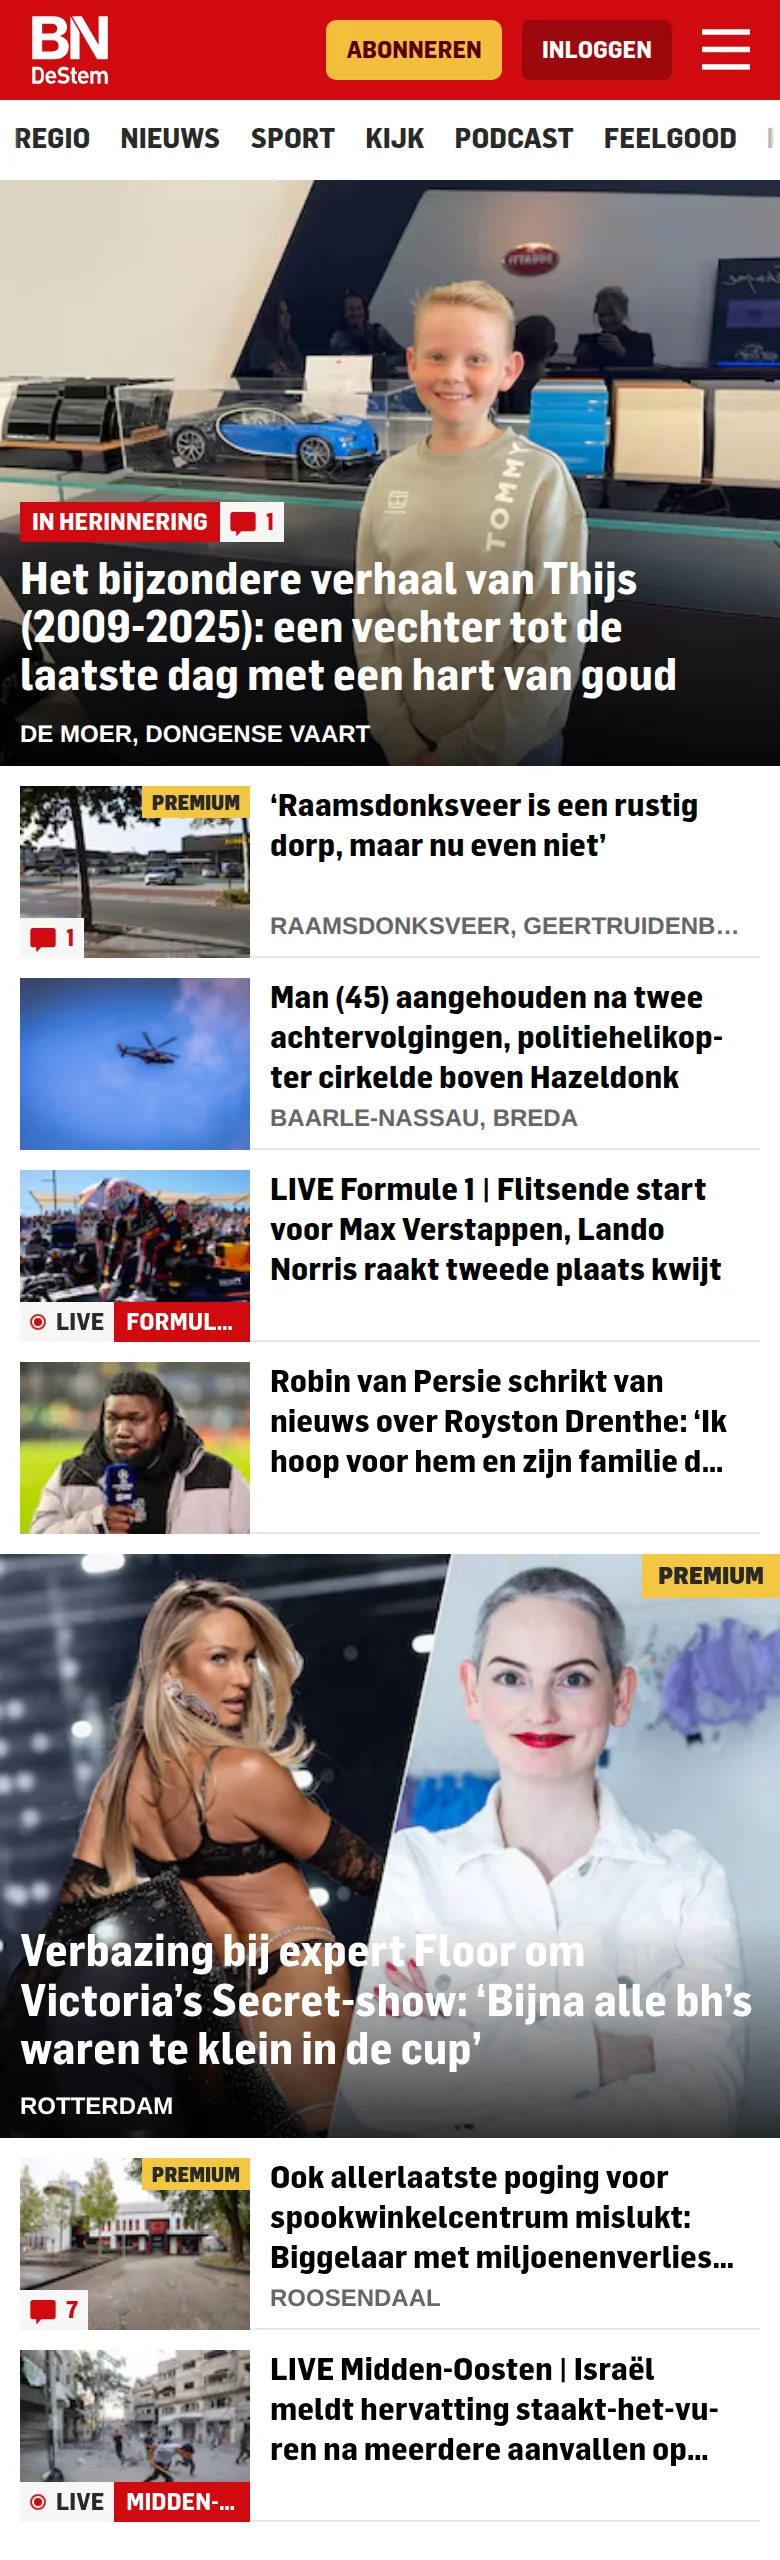 BN
DeStem
ABONNEREN
INLOGGEN
REGIO NIEUWS SPORT KIJK PODCAST FEELGOOD
BUGATTI
TOMMY
IN HERINNERING 1
Het bijzondere verhaal van Thijs
(2009-2025): een vechter tot de
laatste dag met een hart van goud
DE MOER, DONGENSE VAART
PREMIUM
1
‘Raamsdonksveer is een rustig
dorp, maar nu even niet’
RAAMSDONKSVEER, GEERTRUIDENB...
Man (45) aangehouden na twee
achtervolgingen, politiehelikop-
ter cirkelde boven Hazeldonk
BAARLE-NASSAU, BREDA
LIVE FORMUL...
LIVE Formule 1 | Flitsende start
voor Max Verstappen, Lando
Norris raakt tweede plaats kwijt
Robin van Persie schrikt van
nieuws over Royston Drenthe: ‘Ik
hoop voor hem en zijn familie d...
PREMIUM
Verbazing bij expert Floor om
Victoria’s Secret-show: ‘Bijna alle bh’s
waren te klein in de cup’
ROTTERDAM
PREMIUM
7
Ook allerlaatste poging voor
spookwinkelcentrum mislukt:
Biggelaar met miljoenenverlies...
ROOSENDAAL
LIVE MIDDEN-...
LIVE Midden-Oosten | Israël
meldt hervatting staakt-het-vu-
ren na meerdere aanvallen op...